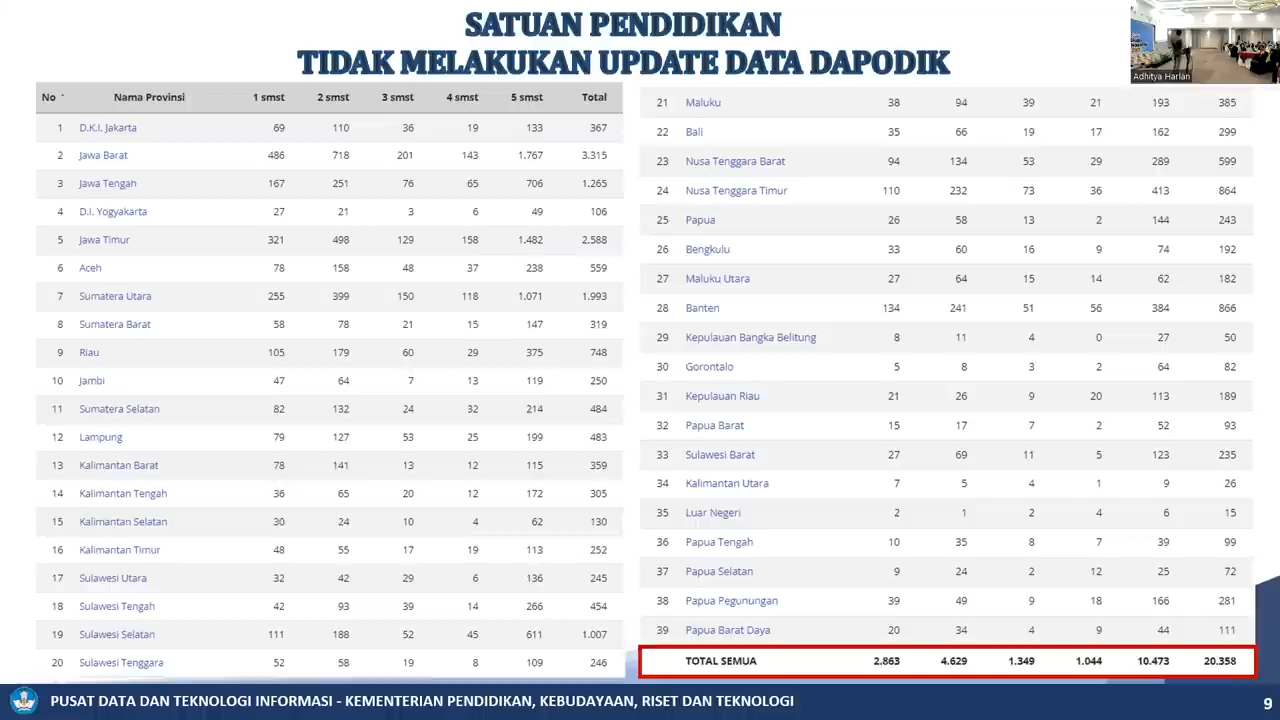 SATUAN PENDIDIKAN
TIDAK MELAKUKAN UPDATE DATA DAPODIK
Adhitya Harlan
No Nama Provinsi 1 smst 2 smst 3 smst 4 smst 5 smst Total
1 D.K.I. Jakarta 69 110 36 19 133 367
2 Jawa Barat 486 718 201 143 1.767 3.315
3 Jawa Tengah 167 251 76 65 706 1.265
4 D.I. Yogyakarta 27 21 3 6 49 106
5 Jawa Timur 321 498 129 158 1.482 2.588
6 Aceh 78 158 48 37 238 559
7 Sumatera Utara 255 399 150 118 1.071 1.993
8 Sumatera Barat 58 78 21 15 147 319
9 Riau 105 179 60 29 375 748
10 Jambi 47 64 7 13 119 250
11 Sumatera Selatan 82 132 24 32 214 484
12 Lampung 79 127 53 25 199 483
13 Kalimantan Barat 78 141 13 12 115 359
14 Kalimantan Tengah 36 65 20 12 172 305
15 Kalimantan Selatan 30 24 10 4 62 130
16 Kalimantan Timur 48 55 17 19 113 252
17 Sulawesi Utara 32 42 29 6 136 245
18 Sulawesi Tengah 42 93 39 14 266 454
19 Sulawesi Selatan 111 188 52 45 611 1.007
20 Sulawesi Tenggara 52 58 19 8 109 246
21 Maluku 38 94 39 21 193 385
22 Bali 35 66 19 17 162 299
23 Nusa Tenggara Barat 94 134 53 29 289 599
24 Nusa Tenggara Timur 110 232 73 36 413 864
25 Papua 26 58 13 2 144 243
26 Bengkulu 33 60 16 9 74 192
27 Maluku Utara 27 64 15 14 62 182
28 Banten 134 241 51 56 384 866
29 Kepulauan Bangka Belitung 8 11 4 0 27 50
30 Gorontalo 5 8 3 2 64 82
31 Kepulauan Riau 21 26 9 20 113 189
32 Papua Barat 15 17 7 2 52 93
33 Sulawesi Barat 27 69 11 5 123 235
34 Kalimantan Utara 7 5 4 1 9 26
35 Luar Negeri 2 1 2 4 6 15
36 Papua Tengah 10 35 8 7 39 99
37 Papua Selatan 9 24 2 12 25 72
38 Papua Pegunungan 39 49 9 18 166 281
39 Papua Barat Daya 20 34 4 9 44 111
TOTAL SEMUA 2.863 4.629 1.349 1.044 10.473 20.358
PUSAT DATA DAN TEKNOLOGI INFORMASI - KEMENTERIAN PENDIDIKAN, KEBUDAYAAN, RISET DAN TEKNOLOGI
9